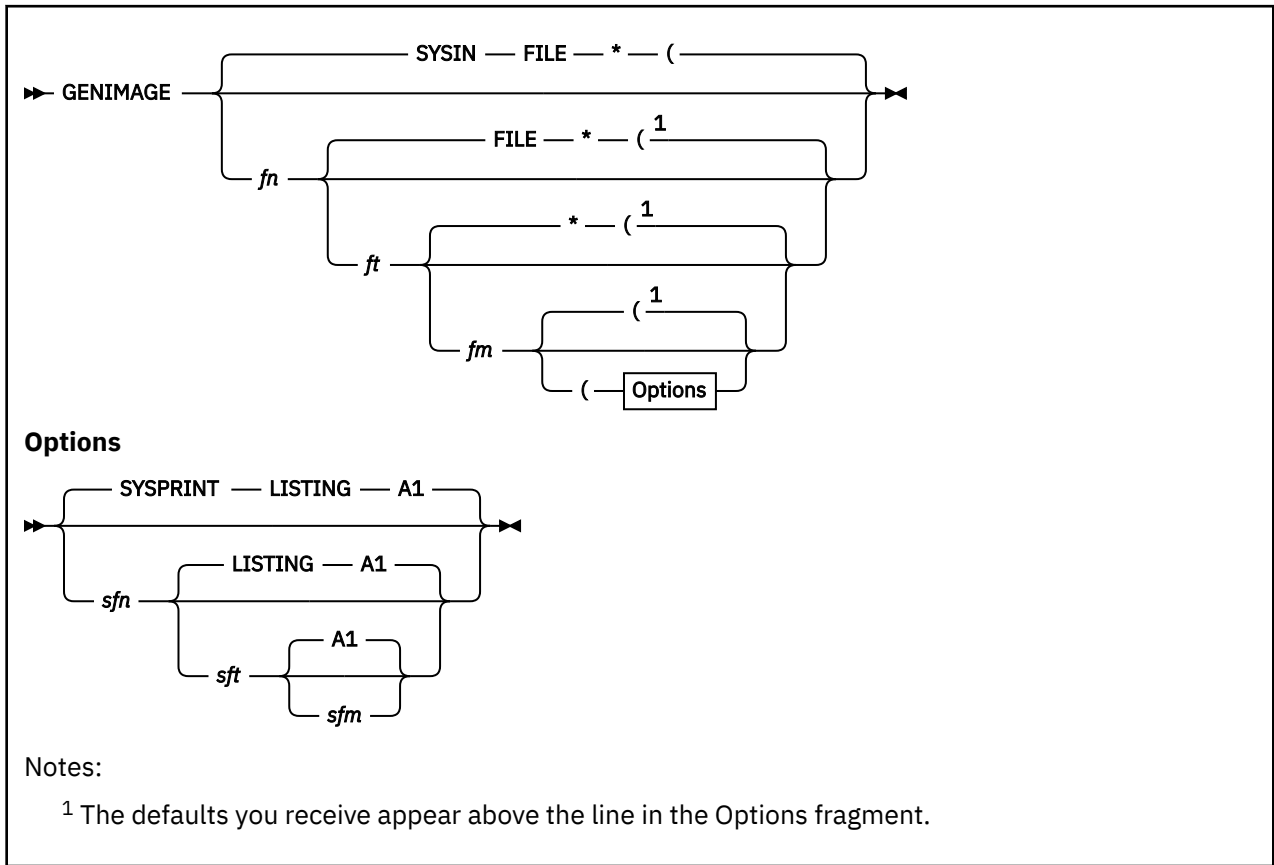 SYSIN FILE * (
GENIMAGE
FILE * ( 1
fn
* ( 1
ft
( 1
fm
( Options
Options
SYSPRINT LISTING A1
LISTING A1
sfn
A1
sft
sfm
Notes:
1 The defaults you receive appear above the line in the Options fragment.